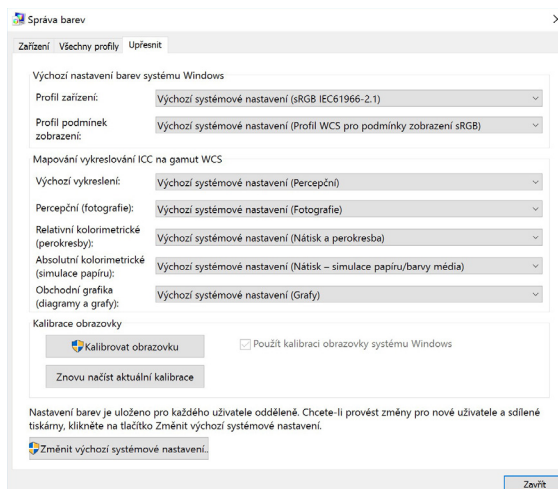 Správa barev
Zařízení Všechny profily Upřesnit
Výchozí nastavení barev systému Windows
Profil zařízení: Výchozí systémové nastavení (sRGB IEC61966-2.1)
Profil podmínek
zobrazení:
Výchozí systémové nastavení (Profil WCS pro podmínky zobrazení sRGB)
Mapování vykreslování ICC na gamut WCS
Výchozí vykreslení: Výchozí systémové nastavení (Percepční)
Percepční (fotografie): Výchozí systémové nastavení (Fotografie)
Relativní kolorimetrické
(perokresby):
Výchozí systémové nastavení (Nátisk a perokresba)
Absolutní kolorimetrické
(simulace papíru):
Výchozí systémové nastavení (Nátisk – simulace papíru/barvy média)
Obchodní grafika
(diagramy a grafy):
Výchozí systémové nastavení (Grafy)
Kalibrace obrazovky
Kalibrovat obrazovku
Použít kalibraci obrazovky systému Windows
Znovu načíst aktuální kalibrace
Nastavení barev je uloženo pro každého uživatele odděleně. Chcete-li provést změny pro nové uživatele a sdílené
tiskárny, klikněte na tlačítko Změnit výchozí systémové nastavení.
Změnit výchozí systémové nastavení..
Zavřít